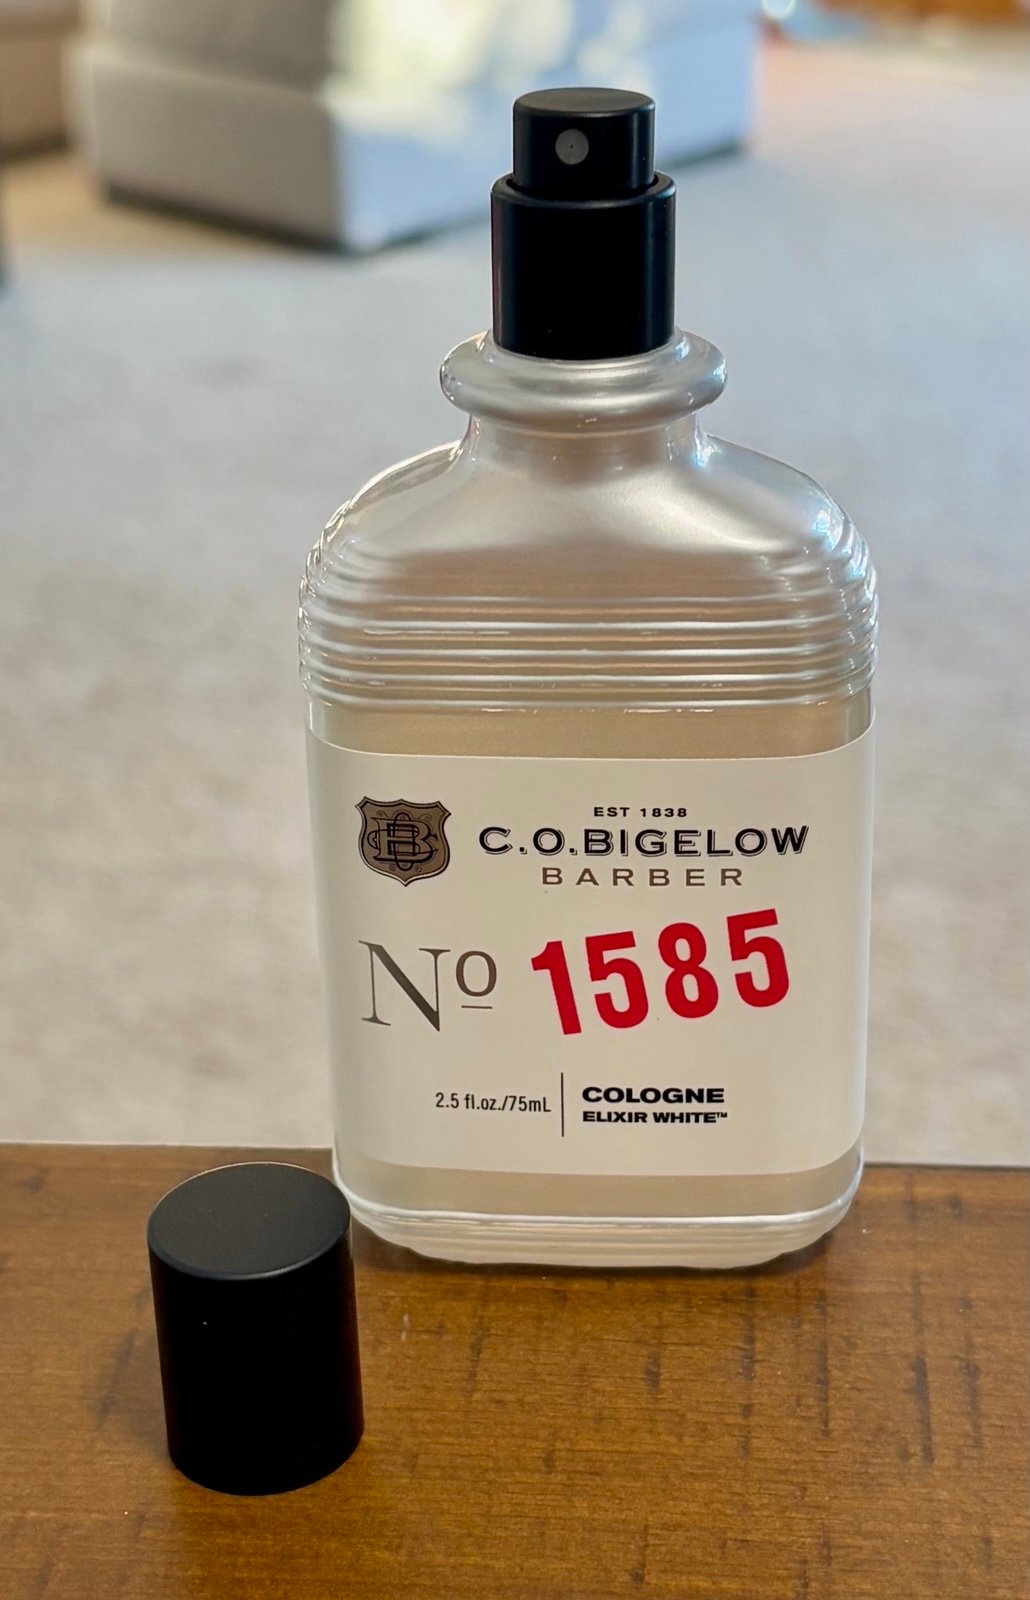 EST 1838
C.O.BIGELOW
BARBER
Nº 1585
2.5 fl.oz./75mL
COLOGNE
ELIXIR WHITE™